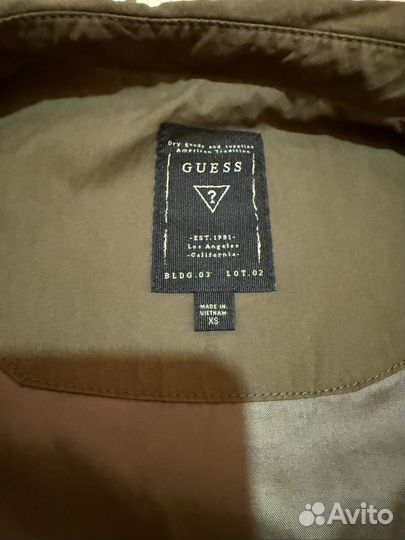 Dry goods and supplies
American Tradition
GUESS
?
-EST.1981-
Los Angeles
-California-
BLDG.03 LOT.02
MADE IN
VIETNAM
XS
Avito